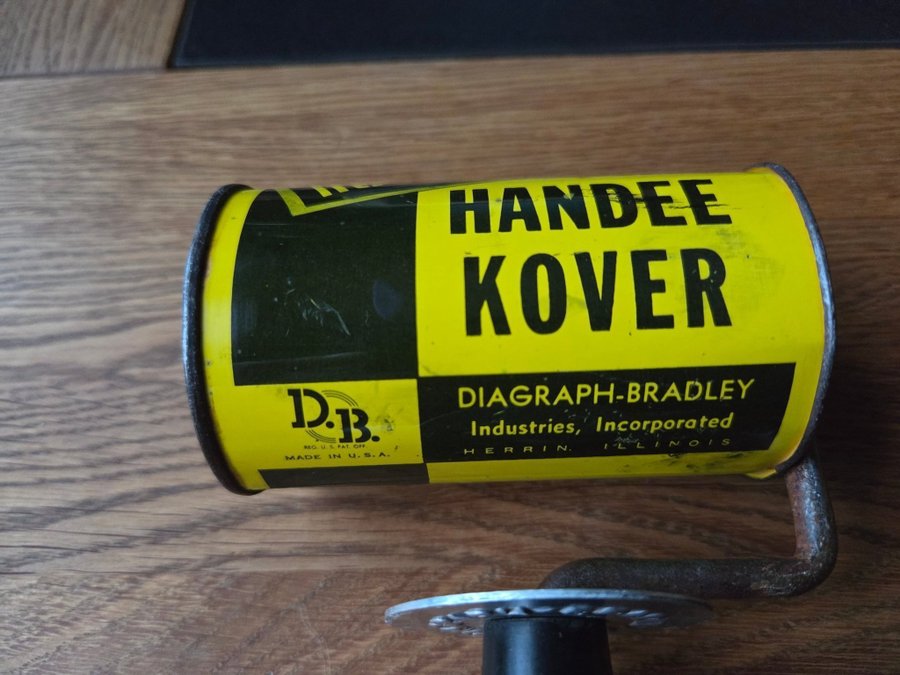 HANDEE
KOVER
DIAGRAPH-BRADLEY
Industries, Incorporated
HERRIN, ILLINOIS
D.B.
REG. U.S. PAT. OFF.
MADE IN U.S.A.